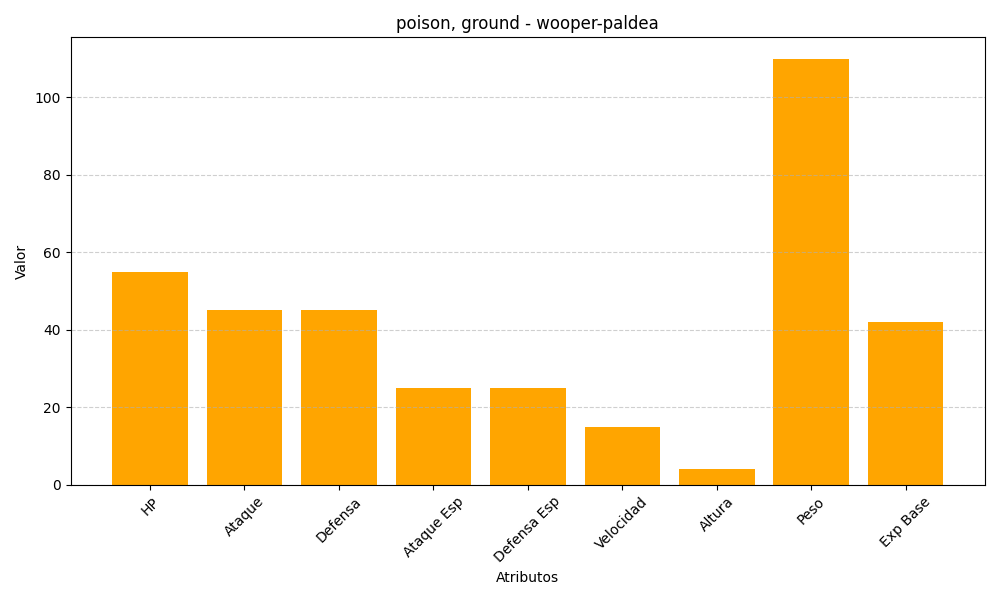 poison, ground - wooper-paldea
Valor
100
80
60
40
20
0
HP
Ataque
Defensa
Ataque Esp
Defensa Esp
Velocidad
Altura
Peso
Exp Base
Atributos